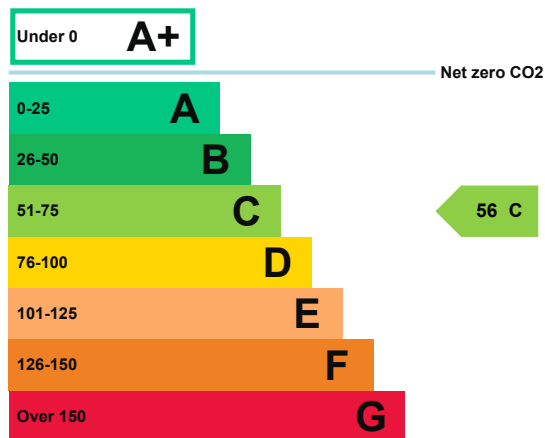 Under 0 A+
Net zero CO2
0-25 A
26-50 B
51-75 C
56 C
76-100 D
101-125 E
126-150 F
Over 150 G